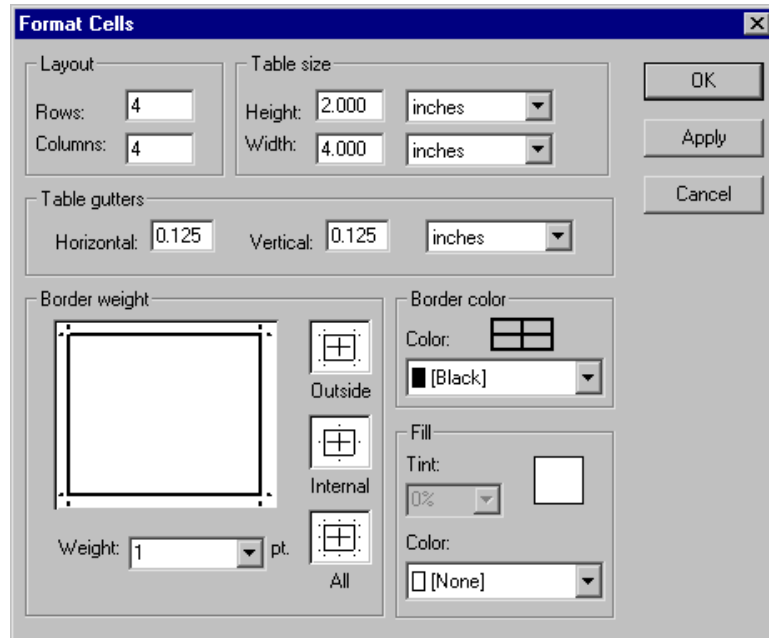 Format Cells
Layout
Rows: 4
Columns: 4
Table size
Height: 2.000 inches
Width: 4.000 inches
OK
Apply
Cancel
Table gutters
Horizontal: 0.125 Vertical: 0.125 inches
Border weight
Outside
Internal
All
Weight: 1 pt.
Border color
Color:
[Black]
Fill
Tint:
0%
Color:
[None]